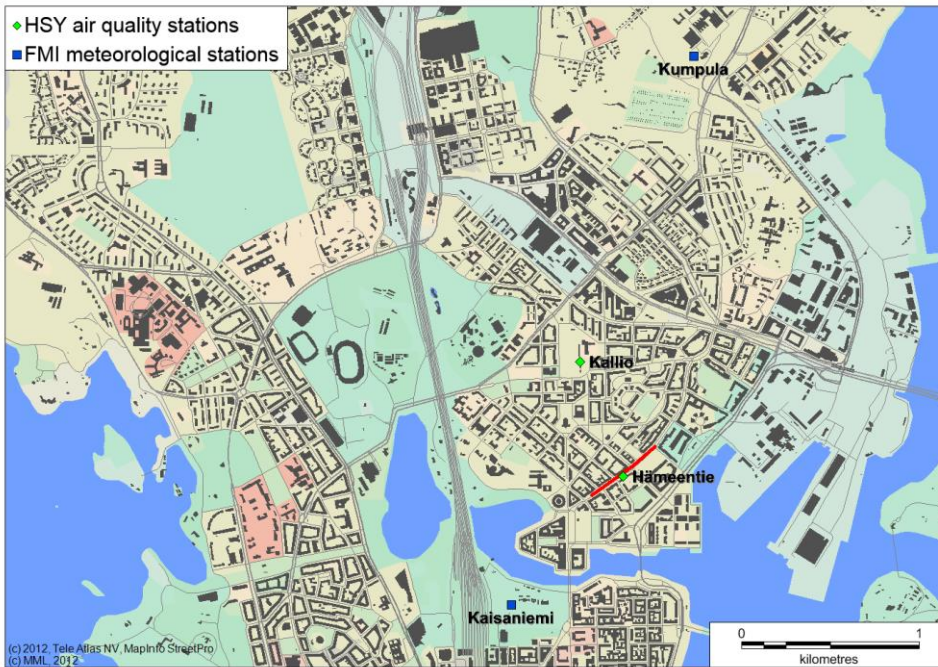 HSY air quality stations
FMI meteorological stations
Kumpula
Kallio
Hämeentie
Kaisaniemi
(c) 2012, Tele Atlas NV, MapInfo StreetPro
(c) MML, 2012
0 1
kilometres